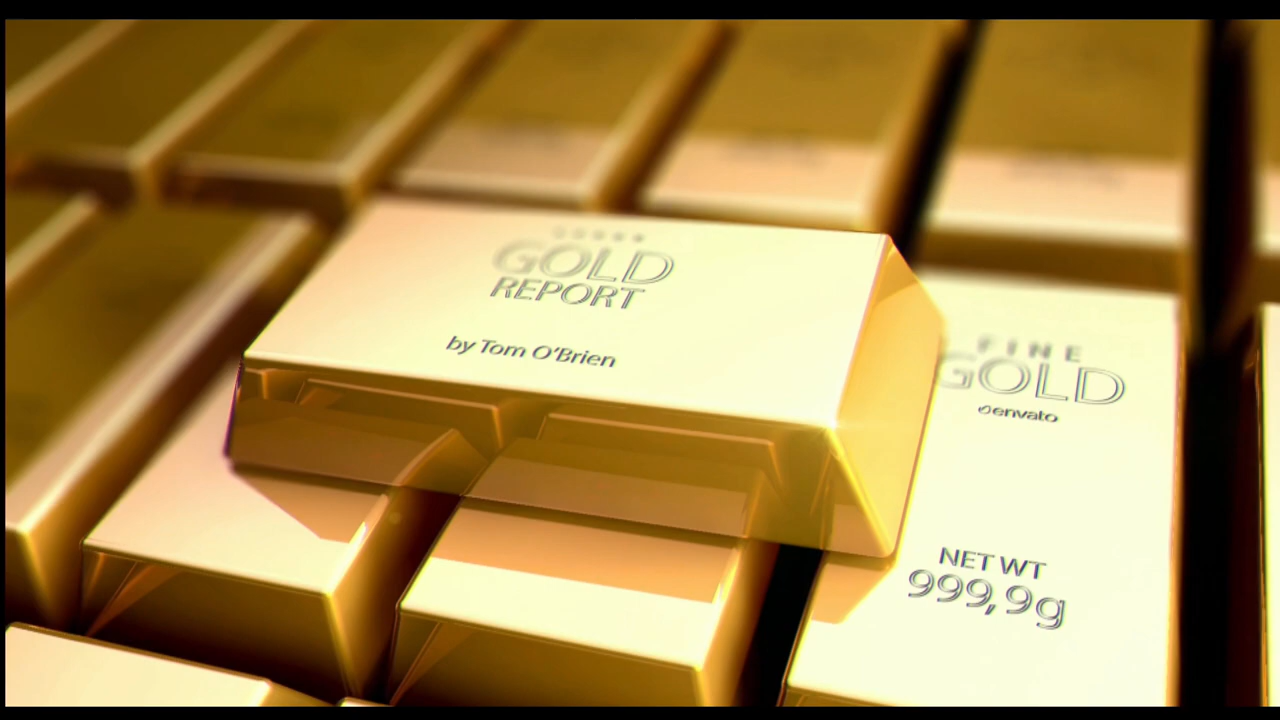 GOLD
REPORT
by Tom O'Brien
FINE
GOLD
envato
NET WT
999,9g